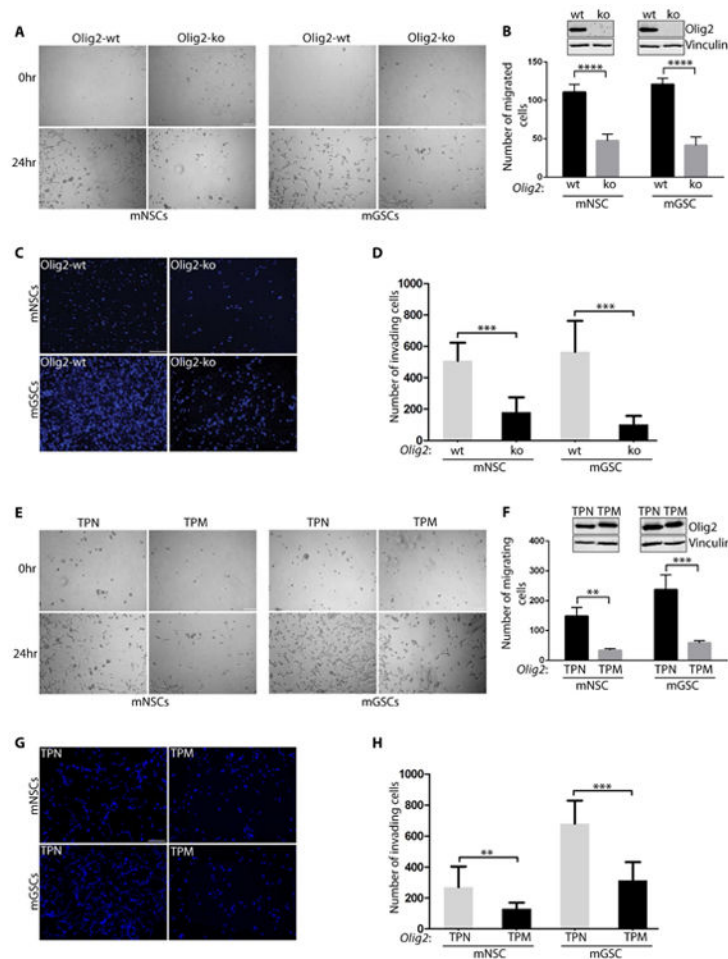 A
Olig2-wt Olig2-ko Olig2-wt Olig2-ko
0hr
24hr
mNSCs mGSCs
B
wt ko wt ko
Olig2
Vinculin
Number of migrated cells
150
100
50
0
**** ****
Olig2: wt ko wt ko
mNSC mGSC
C
Olig2-wt Olig2-ko
mNSCs
Olig2-wt Olig2-ko
mGSCs
D
Number of invading cells
1000
800
600
400
200
0
*** ***
Olig2: wt ko wt ko
mNSC mGSC
E
TPN TPM TPN TPM
0hr
24hr
mNSCs mGSCs
F
TPN TPM TPN TPM
Olig2
Vinculin
Number of migrating cells
400
300
200
100
0
** ***
Olig2: TPN TPM TPN TPM
mNSC mGSC
G
TPN TPM
mNSCs
TPN TPM
mGSCs
H
Number of invading cells
1000
800
600
400
200
0
** ***
Olig2: TPN TPM TPN TPM
mNSC mGSC